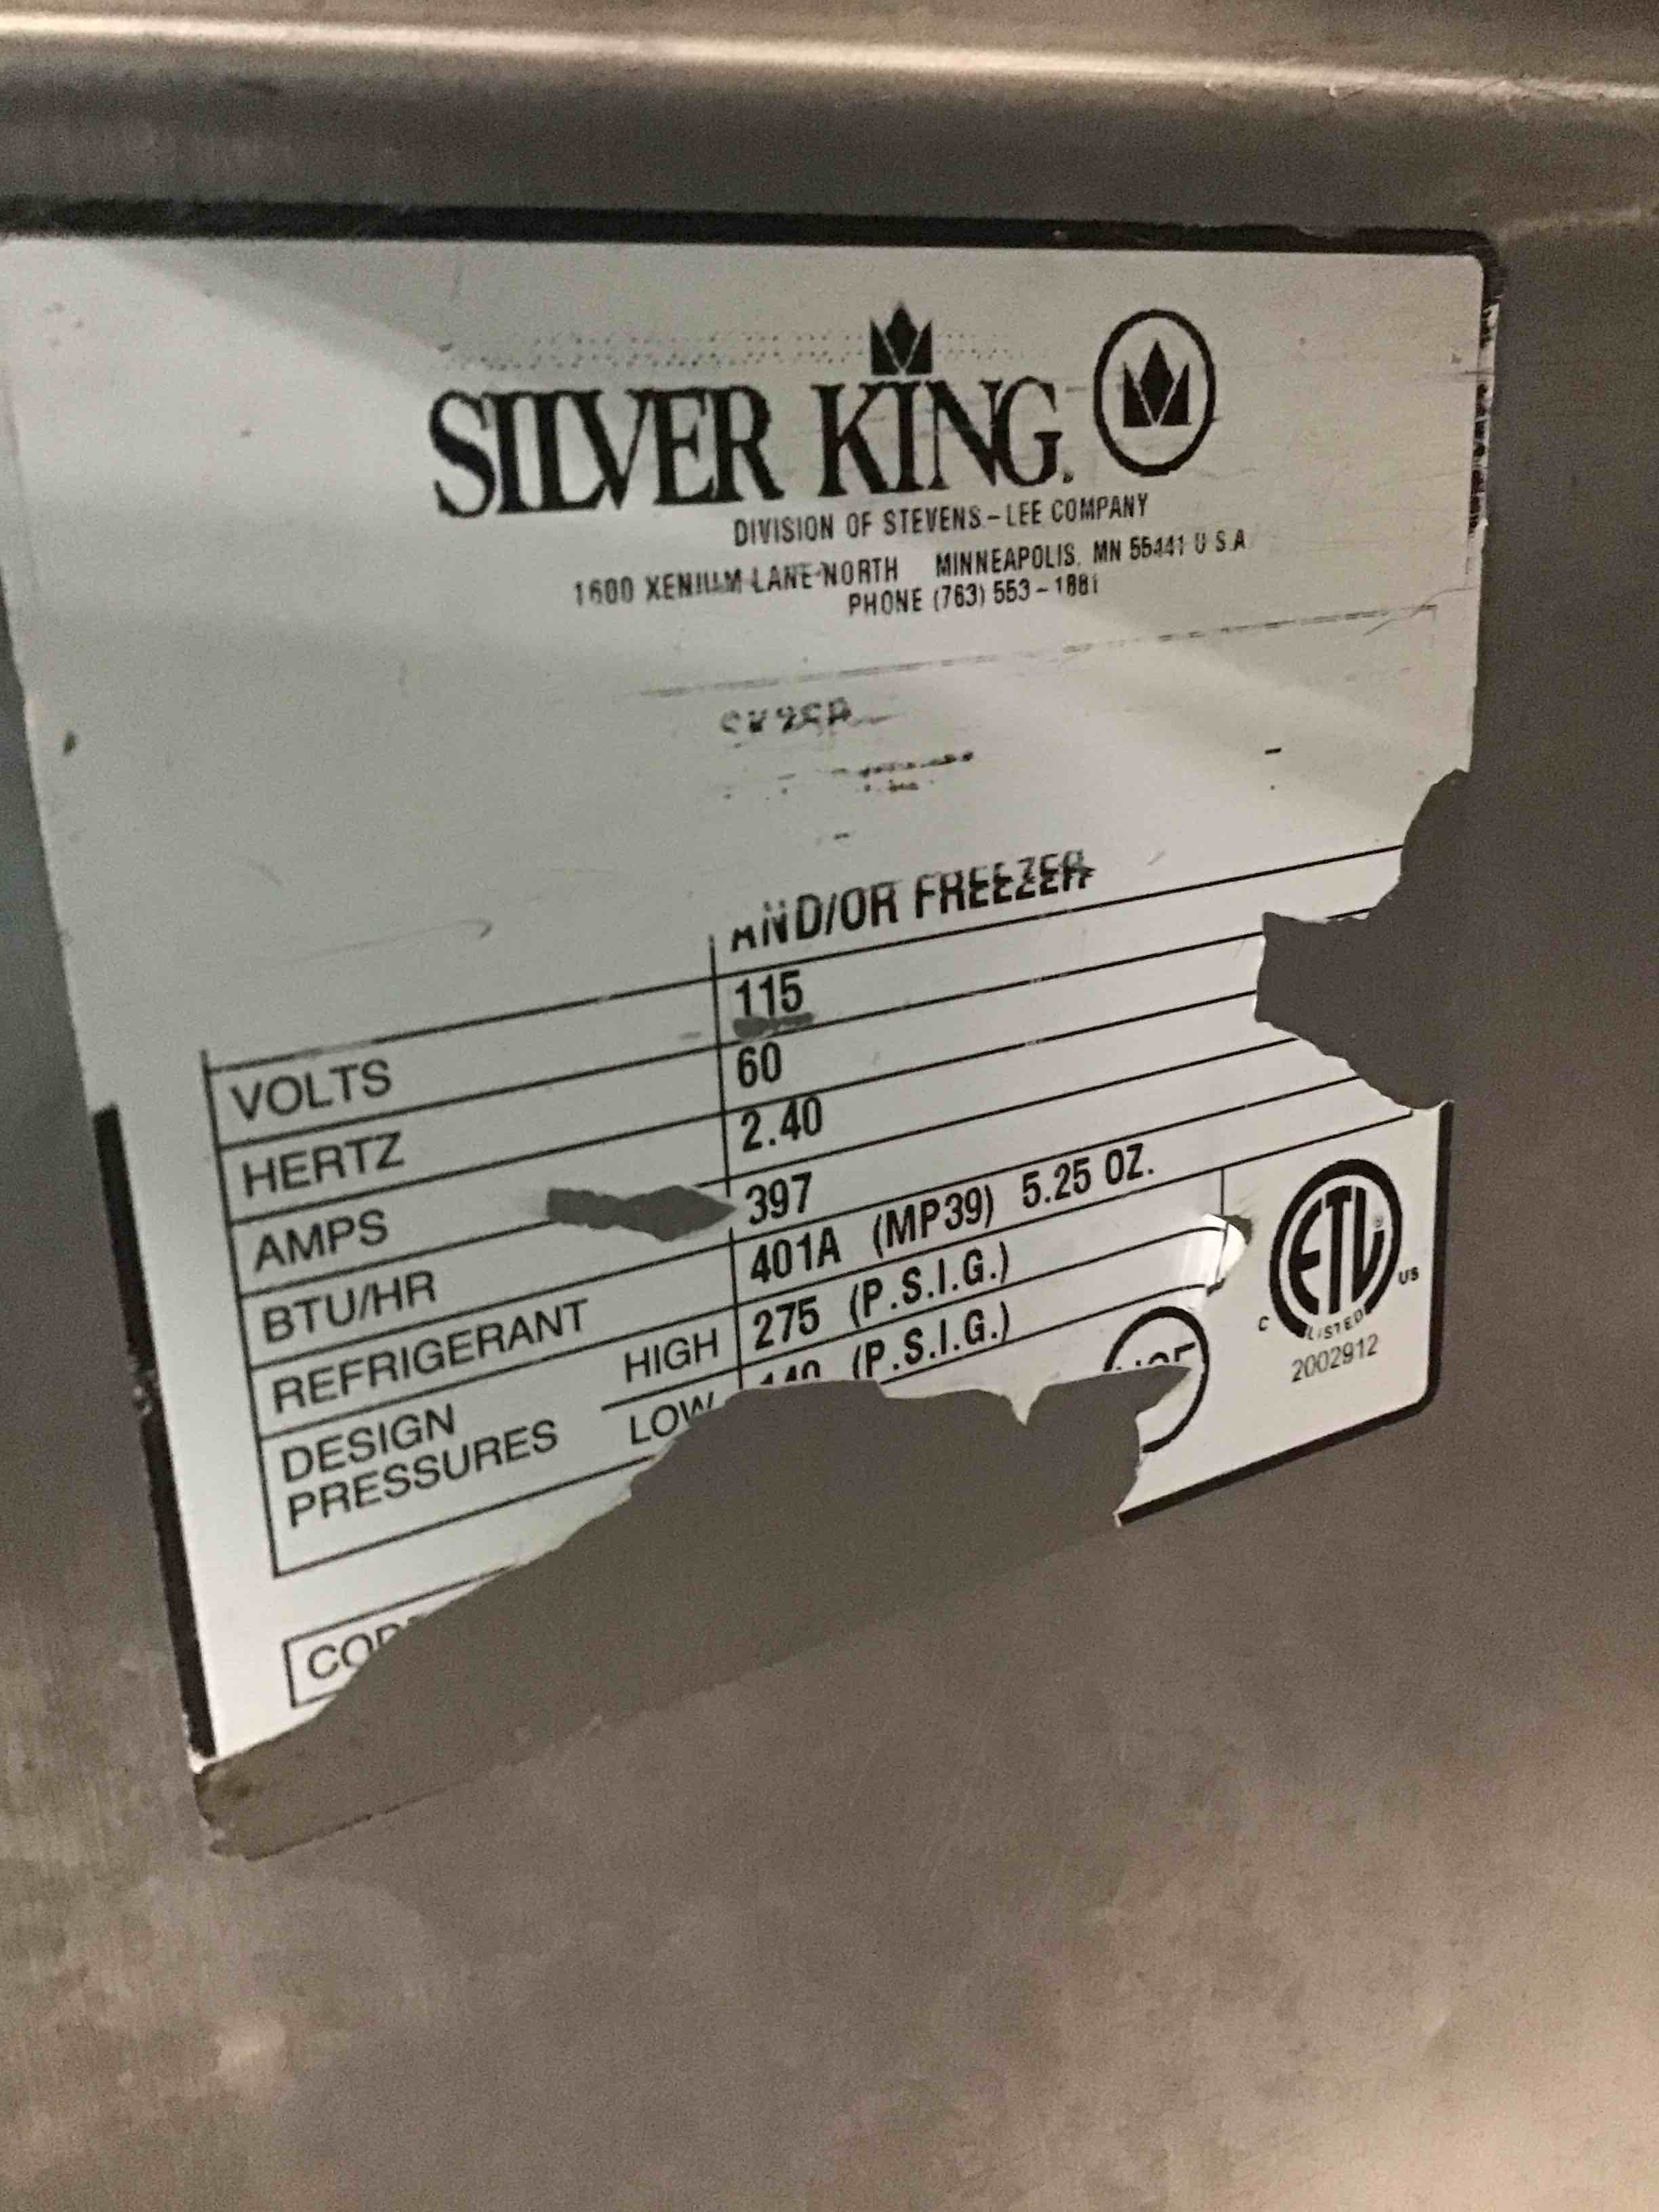 SILVER KING.
DIVISION OF STEVENS-LEE COMPANY
1600 XENIUM LANE NORTH MINNEAPOLIS, MN 55441 U.S.A
PHONE (763) 553-1881
AND/OR FREEZER
VOLTS 115
HERTZ 60
AMPS 2.40
BTU/HR 397
REFRIGERANT 401A (MP39) 5.25 OZ.
DESIGN PRESSURES HIGH 275 (P.S.I.G.)
LOW (P.S.I.G.)
ETL
LISTED
C US
2002912